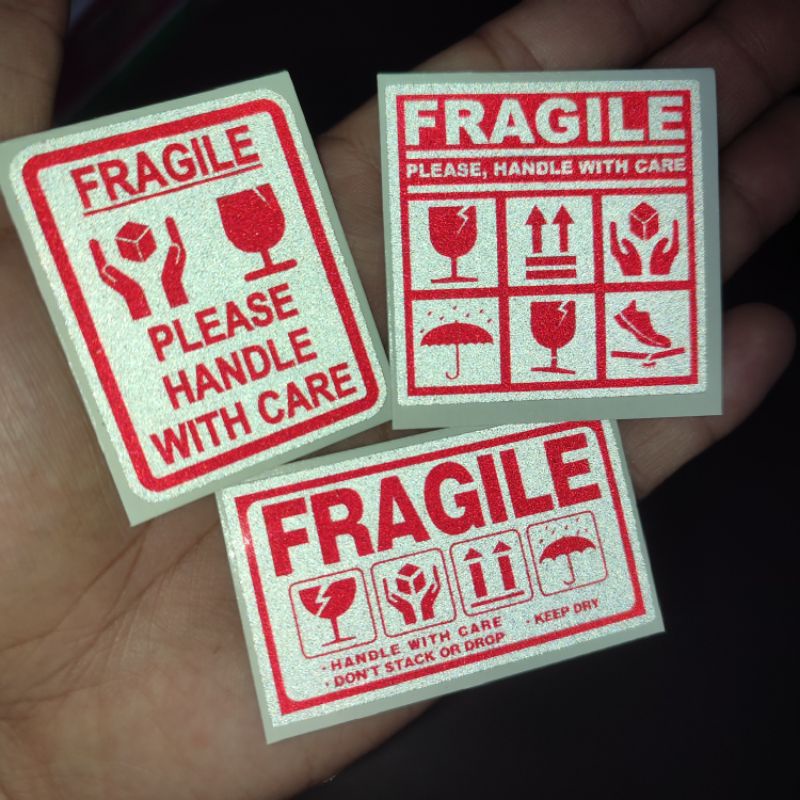 FRAGILE
PLEASE
HANDLE
WITH CARE
FRAGILE
PLEASE, HANDLE WITH CARE
FRAGILE
· HANDLE WITH CARE
· KEEP DRY
· DON'T STACK OR DROP